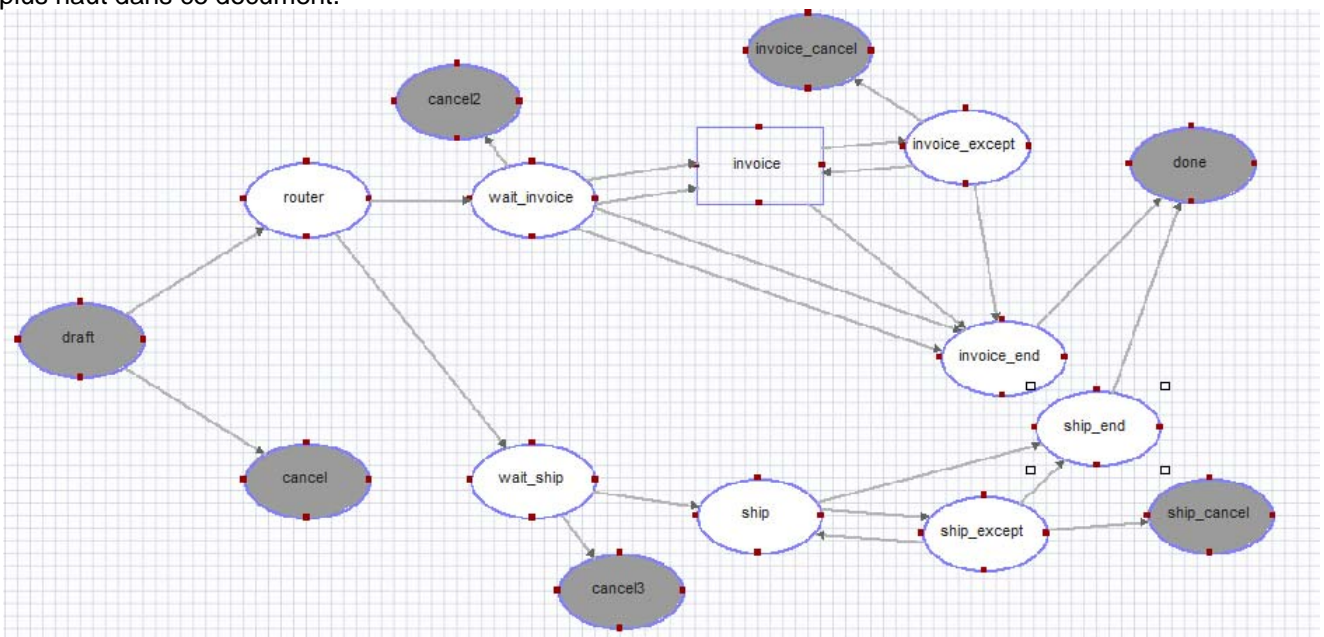 plus haut dans ce document.
invoice_cancel
cancel2
invoice_except
invoice
done
router
wait_invoice
draft
invoice_end
ship_end
cancel
wait_ship
ship
ship_cancel
ship_except
cancel3